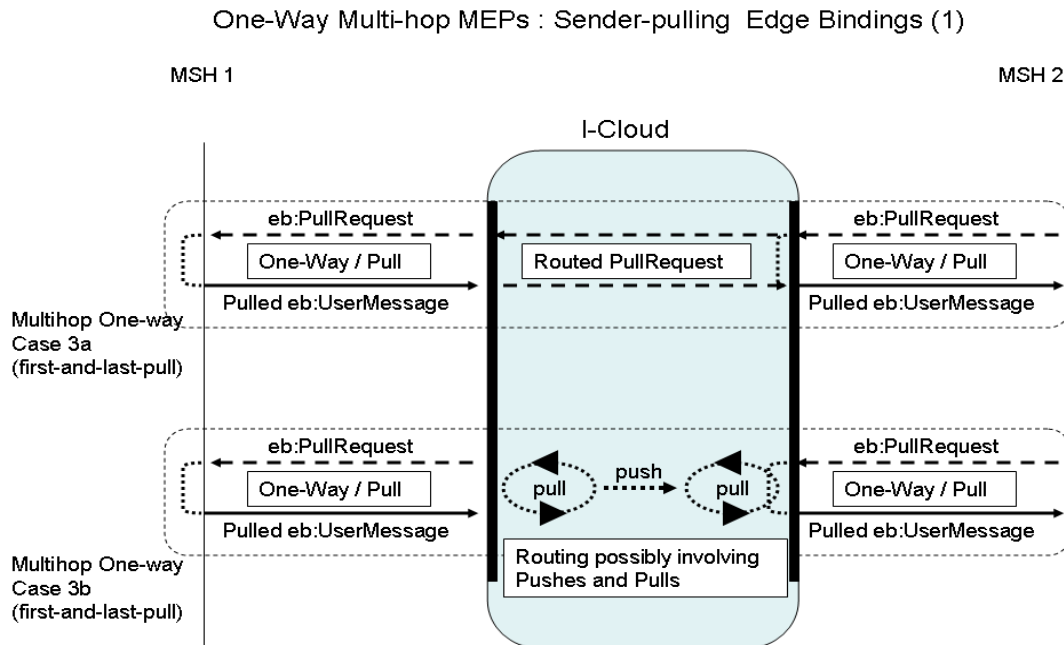 One-Way Multi-hop MEPs : Sender-pulling Edge Bindings (1)
MSH 1
MSH 2
I-Cloud
eb:PullRequest
eb:PullRequest
One-Way / Pull
Routed PullRequest
One-Way / Pull
Pulled eb:UserMessage
Pulled eb:UserMessage
Multihop One-way
Case 3a
(first-and-last-pull)
eb:PullRequest
eb:PullRequest
One-Way / Pull
pull
push
pull
One-Way / Pull
Pulled eb:UserMessage
Pulled eb:UserMessage
Routing possibly involving
Pushes and Pulls
Multihop One-way
Case 3b
(first-and-last-pull)